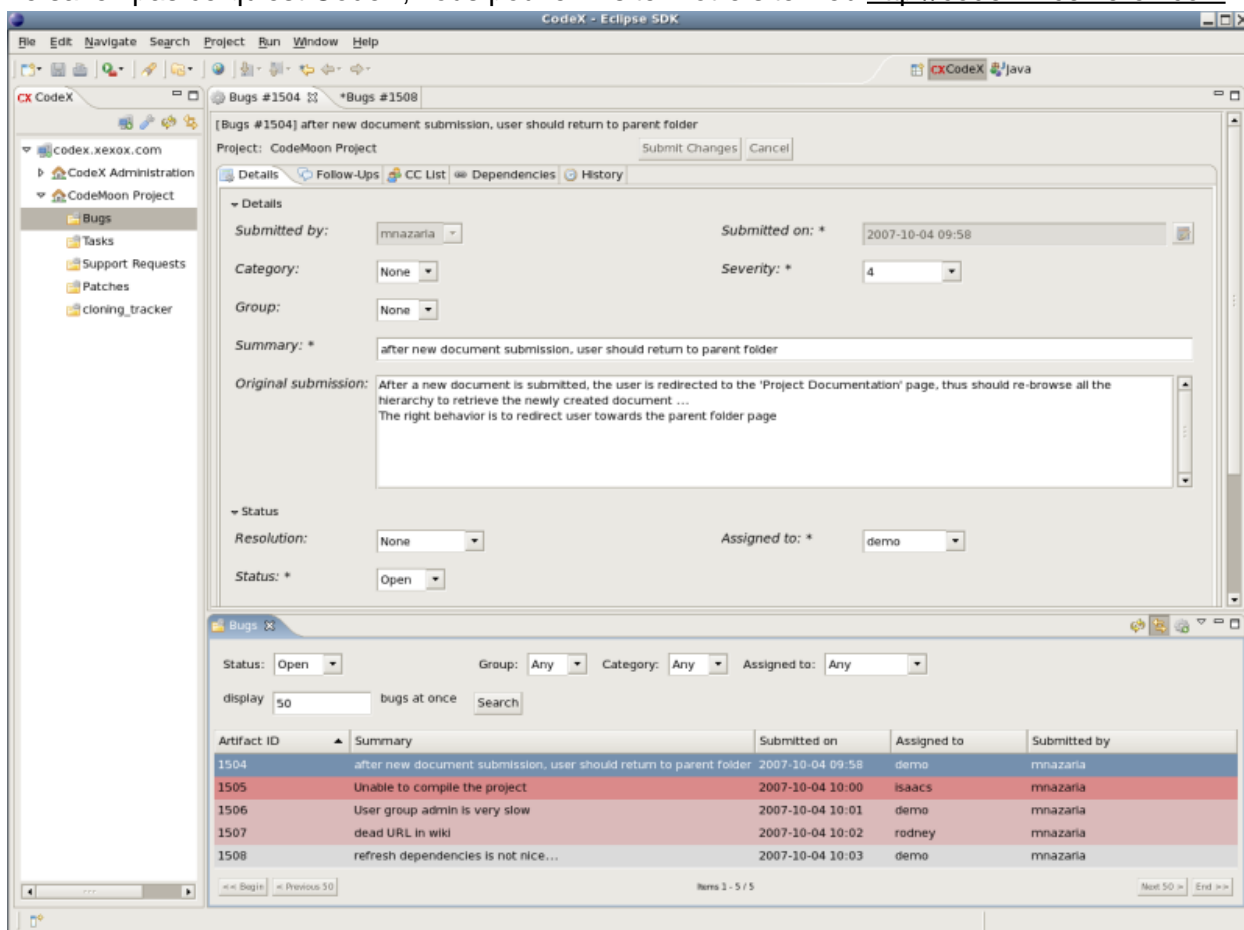 CodeX - Eclipse SDK
File Edit Navigate Search Project Run Window Help
CXCodeX Java
CX CodeX
Bugs #1504 *Bugs #1508
[Bugs #1504] after new document submission, user should return to parent folder
codex.xexox.com
Project: CodeMoon Project Submit Changes Cancel
CodeX Administration
CodeMoon Project
Bugs
Tasks
Support Requests
Patches
cloning_tracker
Details Follow-Ups CC List Dependencies History
Details
Submitted by: mnazaria Submitted on: * 2007-10-04 09:58
Category: None Severity: * 4
Group: None
Summary: * after new document submission, user should return to parent folder
Original submission: After a new document is submitted, the user is redirected to the 'Project Documentation' page, thus should re-browse all the
hierarchy to retrieve the newly created document ...
The right behavior is to redirect user towards the parent folder page
Status
Resolution: None Assigned to: * demo
Status: * Open
Bugs
Status: Open Group: Any Category: Any Assigned to: Any
display 50 bugs at once Search
Artifact ID Summary Submitted on Assigned to Submitted by
1504 after new document submission, user should return to parent folder 2007-10-04 09:58 demo mnazaria
1505 Unable to compile the project 2007-10-04 10:00 isaacs mnazaria
1506 User group admin is very slow 2007-10-04 10:01 demo mnazaria
1507 dead URL in wiki 2007-10-04 10:02 rodney mnazaria
1508 refresh dependencies is not nice... 2007-10-04 10:03 demo mnazaria
<< Begin < Previous 50 Items 1 - 5 / 5 Next 50 > End >>